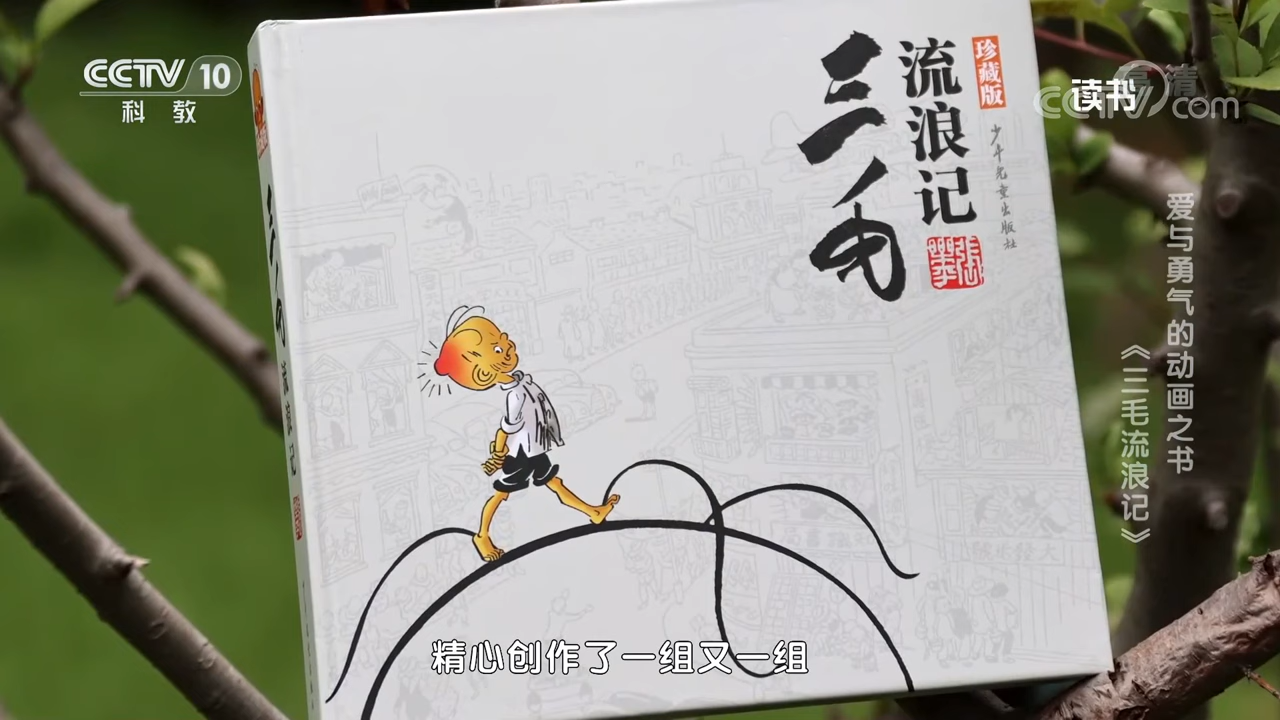 CCTV 10
科教
高清
读书
CCTV com
珍藏版
三毛
流浪记
张乐平
少年儿童出版社
三毛流浪记
爱与勇气的动画之书
《三毛流浪记》
精心创作了一组又一组